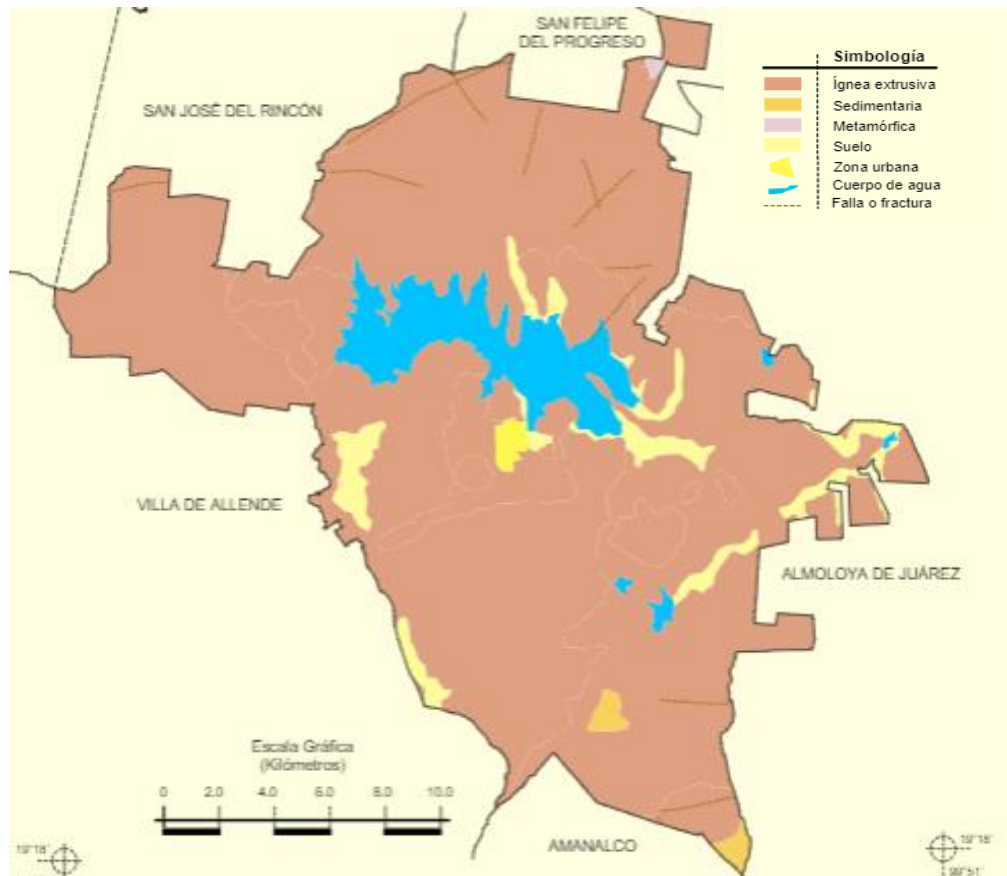 SAN FELIPE
DEL PROGRESO
SAN JOSÉ DEL RINCÓN
Simbología
Ígnea extrusiva
Sedimentaria
Metamórfica
Suelo
Zona urbana
Cuerpo de agua
Falla o fractura
VILLA DE ALLENDE
ALMOLOYA DE JUÁREZ
Escala Gráfica
(Kilómetros)
0 2.0 4.0 6.0 8.0 10.0
AMANALCO
19°18'
19°18'
99°51'